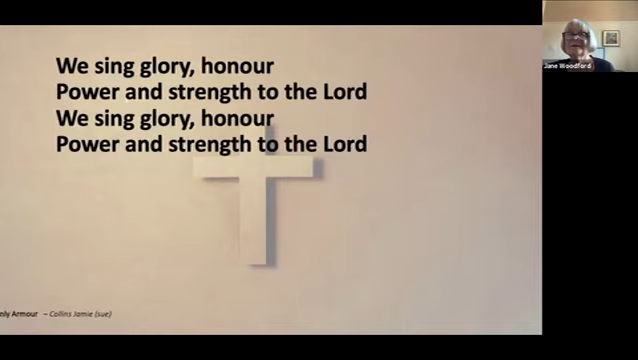 We sing glory, honour
Power and strength to the Lord
We sing glory, honour
Power and strength to the Lord
Jane Woodford
nly Armour – Collins Jamie (sue)